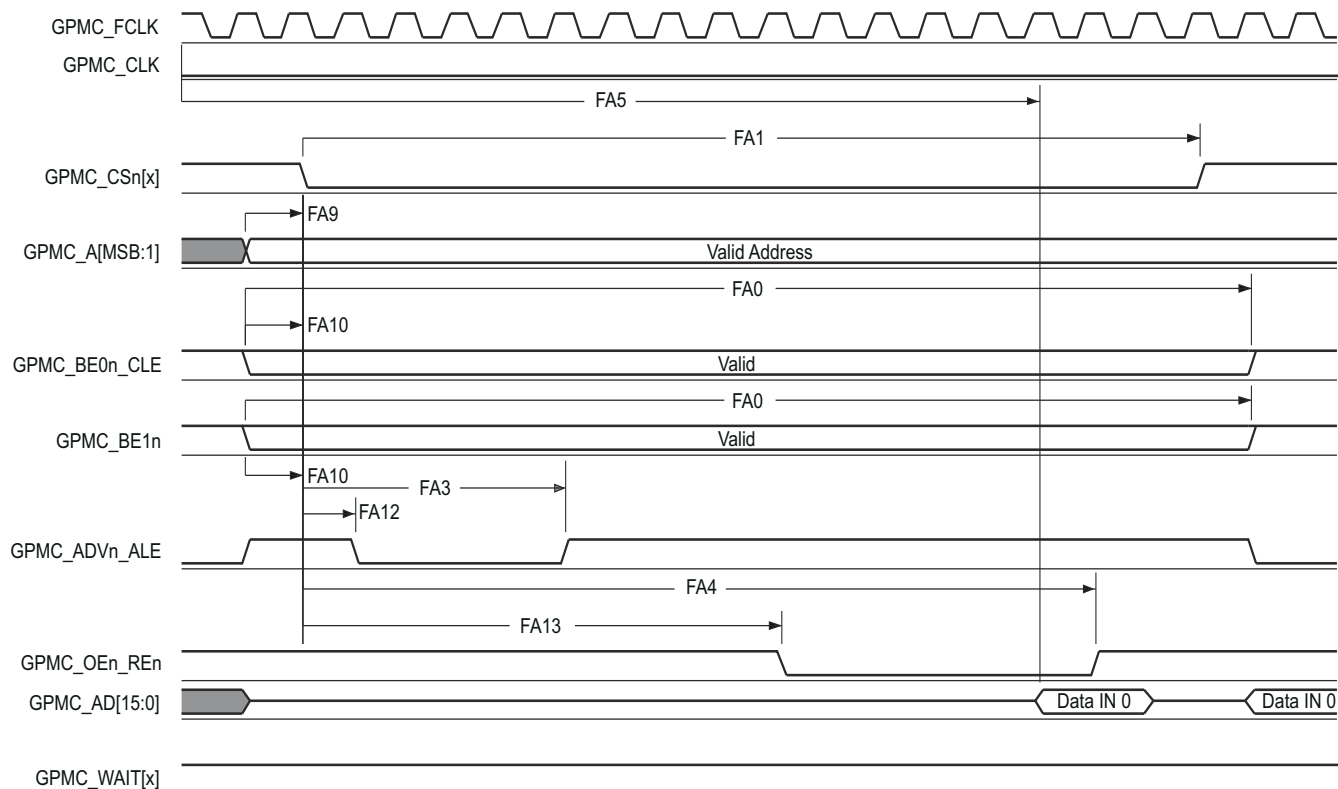 GPMC_FCLK
GPMC_CLK
FA5
FA1
GPMC_CSn[x]
FA9
GPMC_A[MSB:1]
Valid Address
FA0
FA10
GPMC_BE0n_CLE
Valid
FA0
GPMC_BE1n
Valid
FA10
FA3
FA12
GPMC_ADVn_ALE
FA4
FA13
GPMC_OEn_REn
GPMC_AD[15:0]
Data IN 0
Data IN 0
GPMC_WAIT[x]